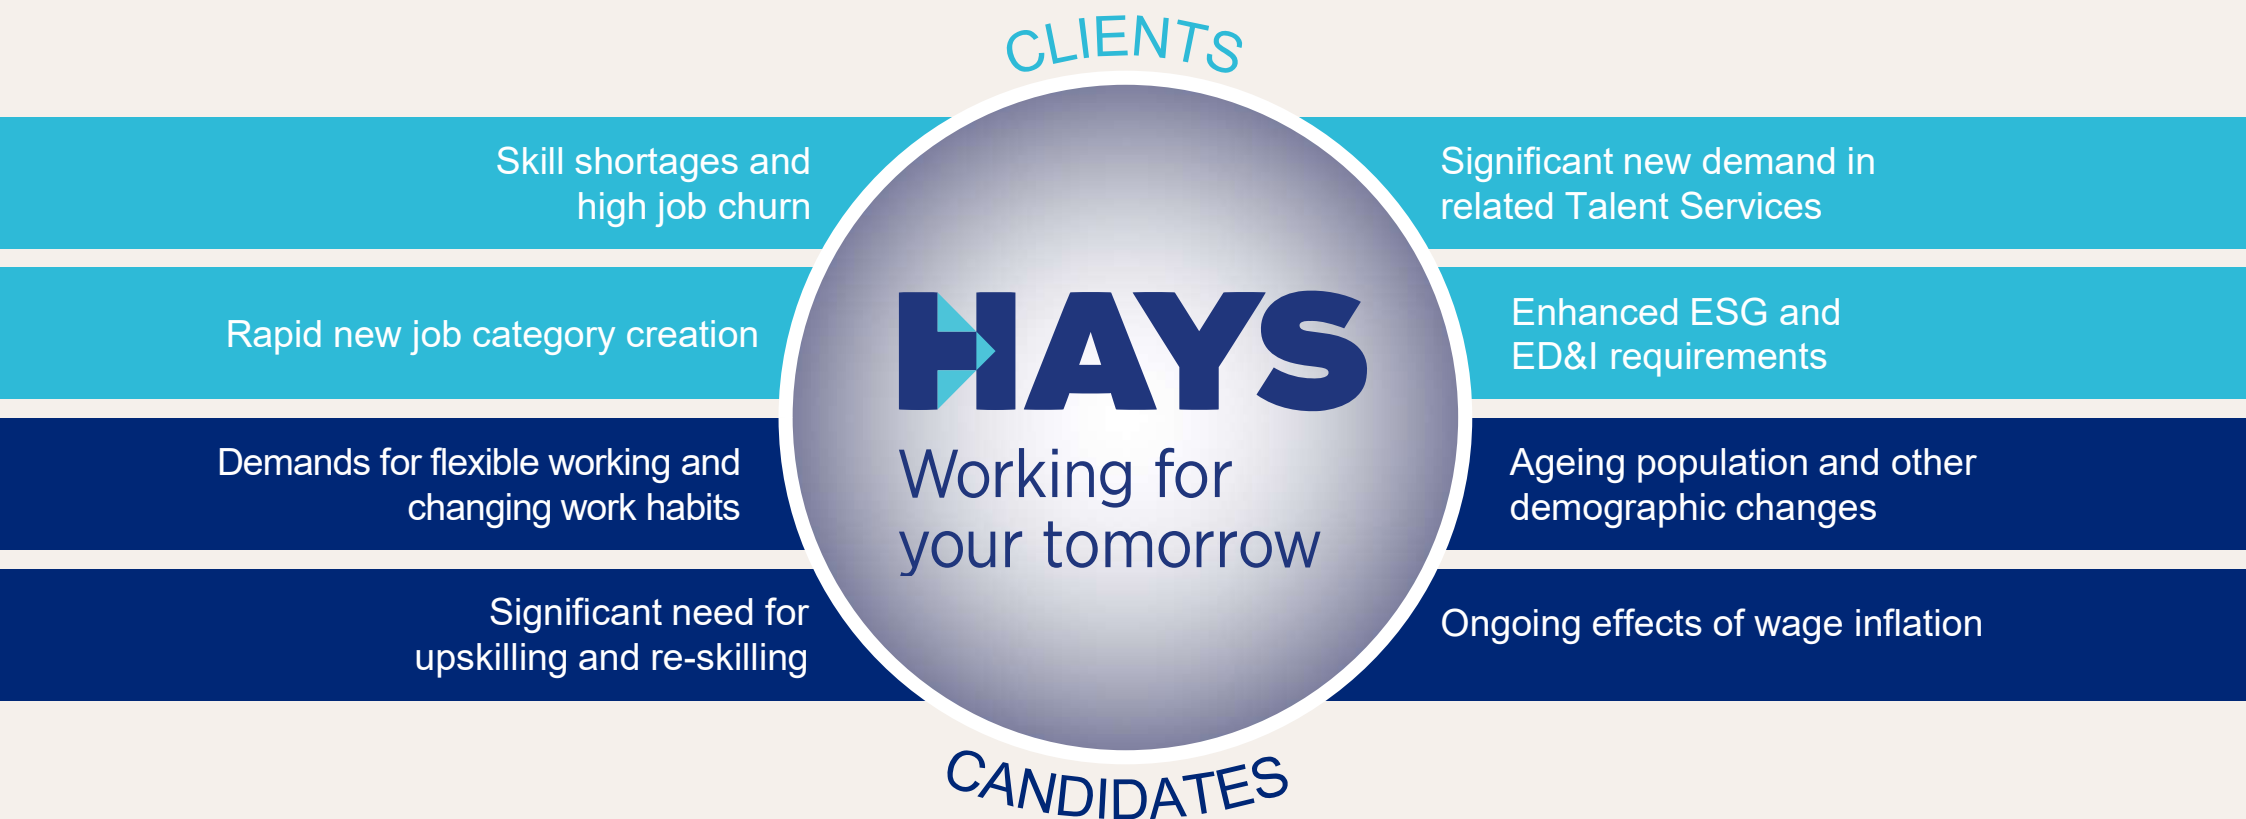 CLIENTS
Skill shortages and
high job churn
Significant new demand in
related Talent Services
Rapid new job category creation
Enhanced ESG and
ED&I requirements
HAYS
Working for
your tomorrow
Demands for flexible working and
changing work habits
Ageing population and other
demographic changes
Significant need for
upskilling and re-skilling
Ongoing effects of wage inflation
CANDIDATES